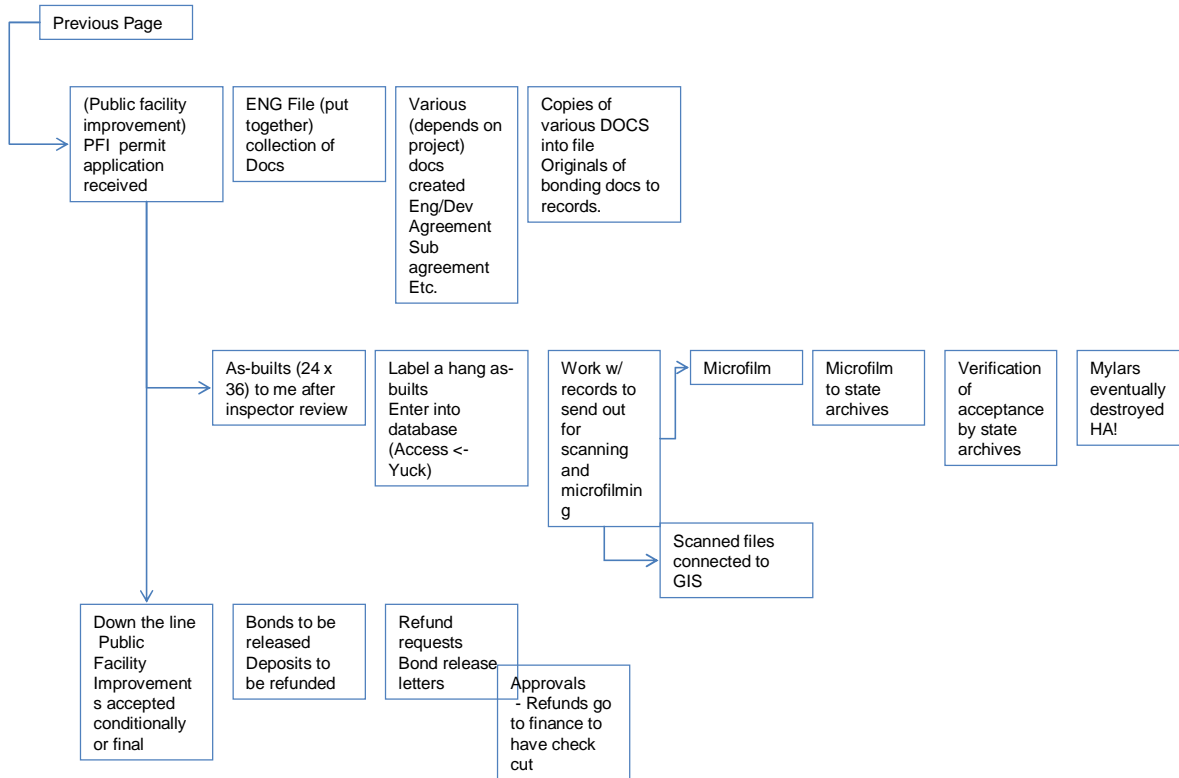 Previous Page
(Public facility
improvement)
PFI  permit
application
received
ENG File (put
together)
collection of
Docs
Various
(depends on
project)
docs
created
Eng/Dev
Agreement
Sub
agreement
Etc.
Copies of
various DOCS
into file
Originals of
bonding docs to
records.
As-builts (24 x
36) to me after
inspector review
Label a hang as-
builts
Enter into
database
(Access <-
Yuck)
Work w/
records to
send out
for
scanning
and
microfilmin
g
Microfilm
Microfilm
to state
archives
Verification
of
acceptance
by state
archives
Mylars
eventually
destroyed
HA!
Scanned files
connected to
GIS
Down the line
Public
Facility
Improvement
s accepted
conditionally
or final
Bonds to be
released
Deposits to
be refunded
Refund
requests
Bond release
letters
Approvals
- Refunds go
to finance to
have check
cut